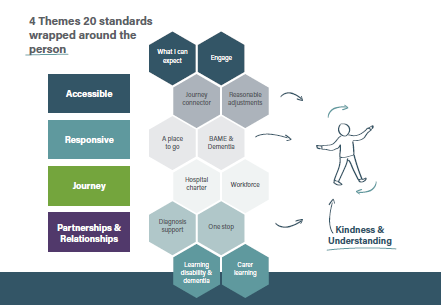 4 Themes 20 standards
wrapped around the
person
What I can
expect
Engage
Accessible
Journey
connector
Reasonable
adjustments
Responsive
A place
to go
BAME &
Dementia
Journey
Hospital
charter
Workforce
Partnerships &
Relationships
Diagnosis
support
One stop
Kindness &
Understanding
Learning
disability &
dementia
Carer
learning